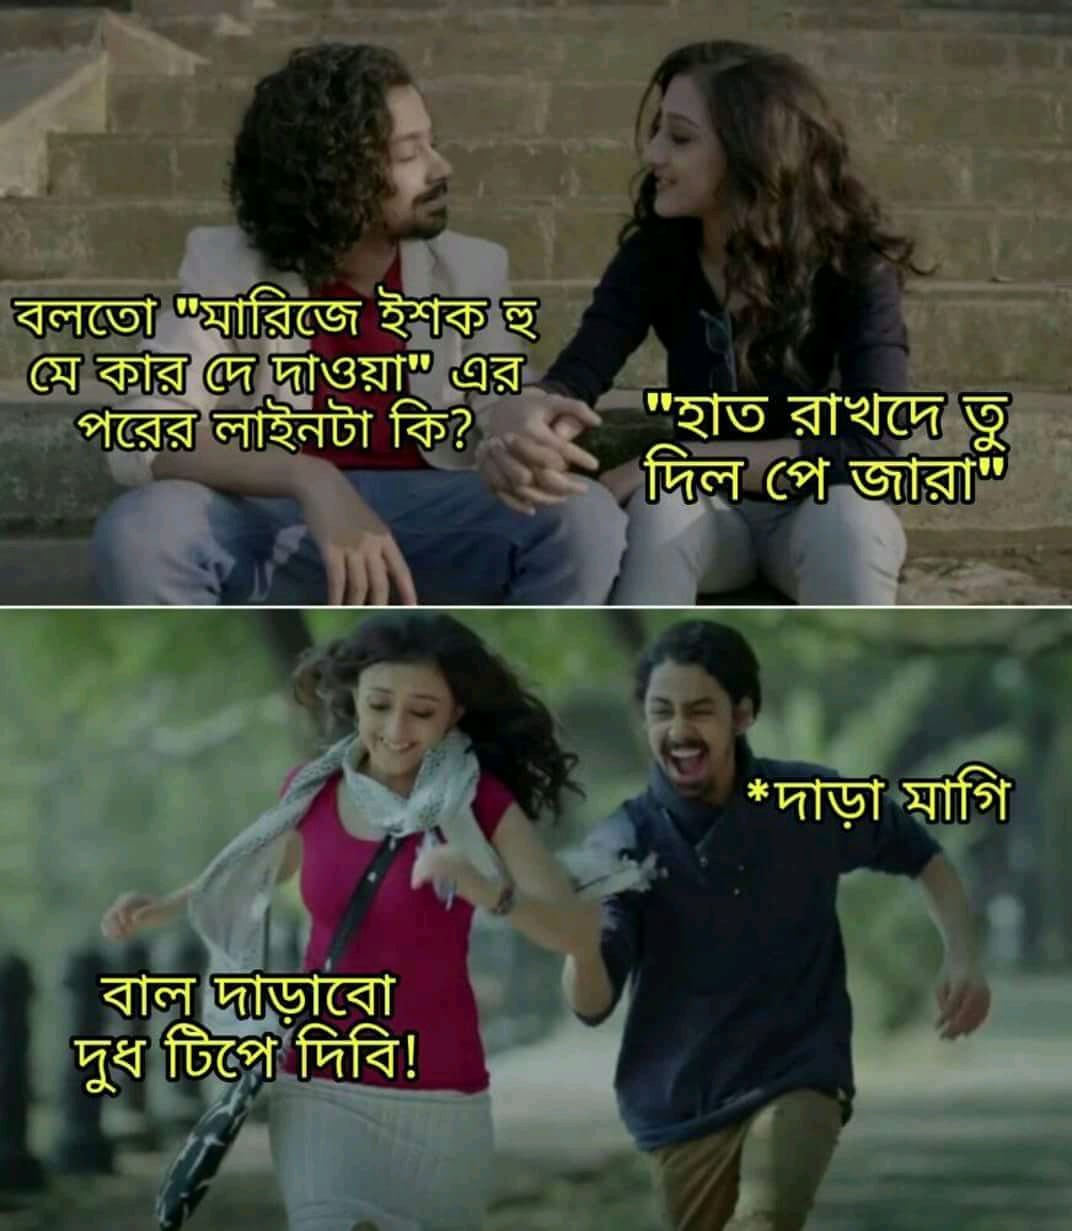 বলতো "মারিজে ইশক হু
মে কার দে দাওয়া" এর
পরের লাইনটা কি?
"হাত রাখদে তু
দিল পে জারা"
*দাড়া মাগি
বাল দাড়াবো
দুধ টিপে দিবি!